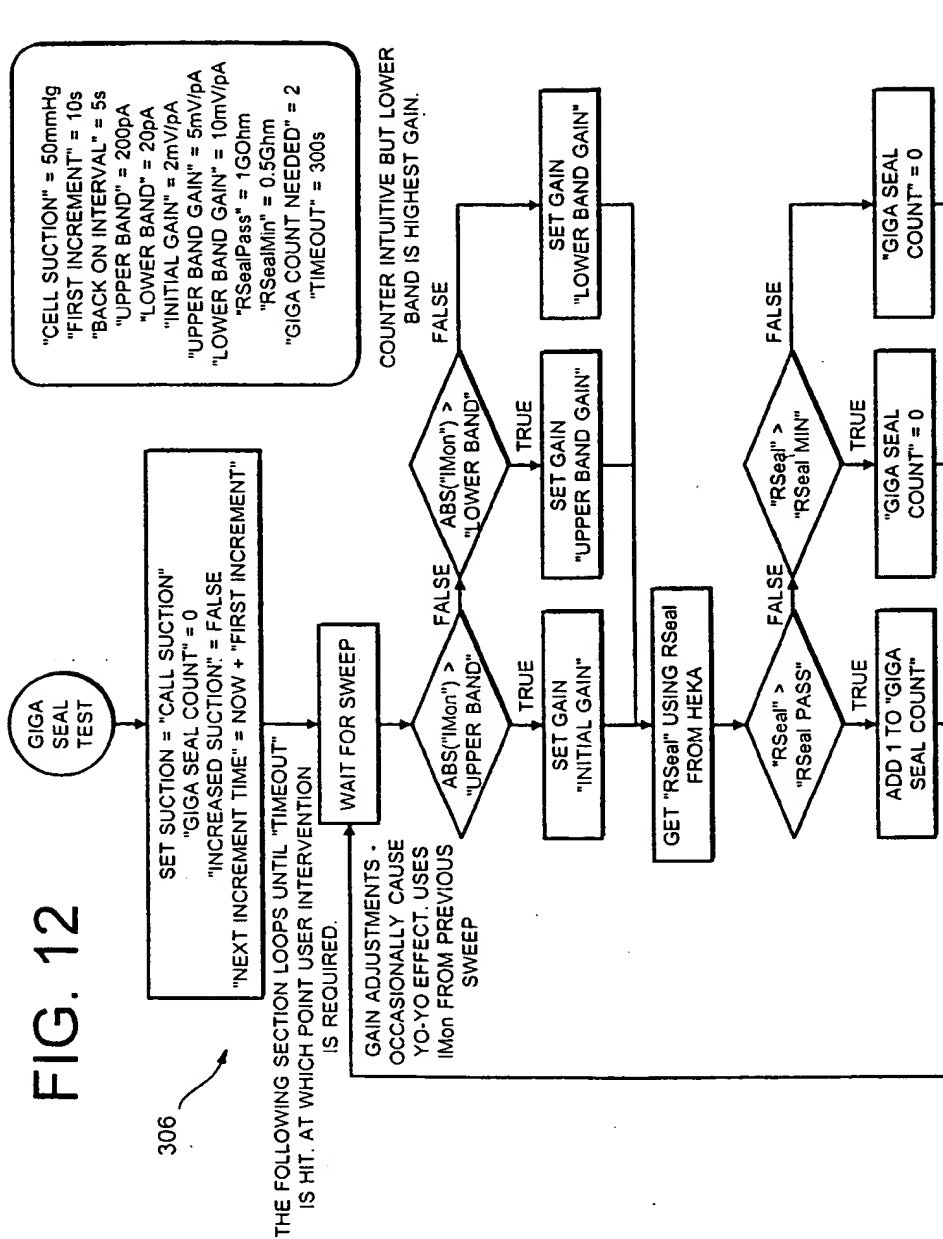 FIG. 12
306
GIGA
SEAL
TEST
"CELL SUCTION" = 50mmHg
"FIRST INCREMENT" = 10s
"BACK ON INTERVAL" = 5s
"UPPER BAND" = 200pA
"LOWER BAND" = 20pA
"INITIAL GAIN" = 2mV/pA
"UPPER BAND GAIN" = 5mV/pA
"LOWER BAND GAIN" = 10mV/pA
"RSealPass" = 1GOhm
"RSealMin" = 0.5Ghm
"GIGA COUNT NEEDED" = 2
"TIMEOUT" = 300s
SET SUCTION = "CALL SUCTION"
"GIGA SEAL COUNT" = 0
"INCREASED SUCTION" = FALSE
"NEXT INCREMENT TIME" = NOW + "FIRST INCREMENT"
THE FOLLOWING SECTION LOOPS UNTIL "TIMEOUT"
IS HIT. AT WHICH POINT USER INTERVENTION
IS REQUIRED.
WAIT FOR SWEEP
GAIN ADJUSTMENTS -
OCCASIONALLY CAUSE
YO-YO EFFECT. USES
IMon FROM PREVIOUS
SWEEP
COUNTER INTUITIVE BUT LOWER
BAND IS HIGHEST GAIN.
ABS("IMon") >
"UPPER BAND"
FALSE
ABS("IMon") >
"LOWER BAND"
FALSE
TRUE
TRUE
SET GAIN
"INITIAL GAIN"
SET GAIN
"UPPER BAND GAIN"
SET GAIN
"LOWER BAND GAIN"
GET "RSeal" USING RSeal
FROM HEKA
"RSeal" >
"RSeal PASS"
FALSE
"RSeal" >
"RSeal MIN"
FALSE
TRUE
TRUE
ADD 1 TO "GIGA
SEAL COUNT"
"GIGA SEAL
COUNT" = 0
"GIGA SEAL
COUNT" = 0